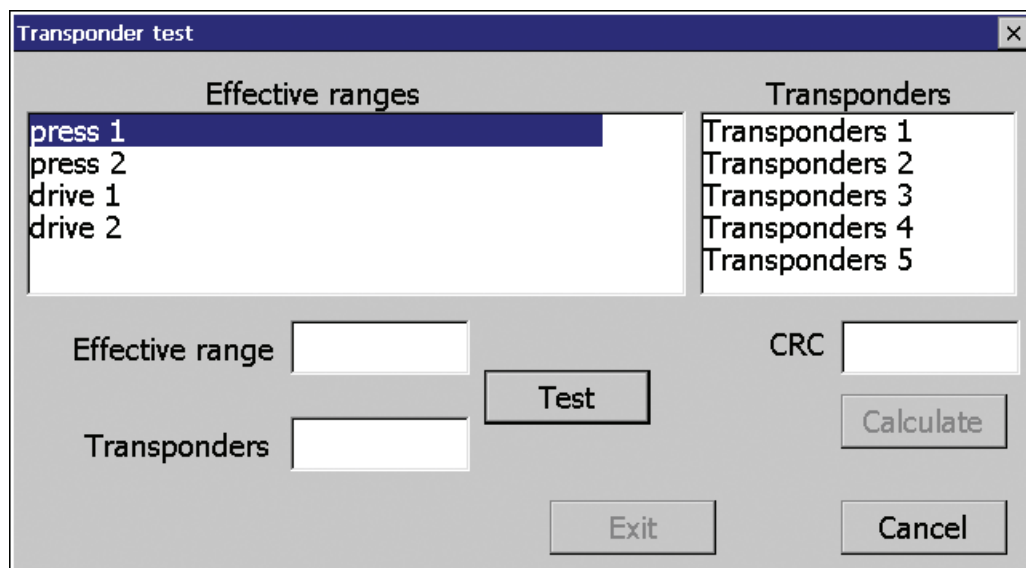 Transponder test
Effective ranges
press 1
press 2
drive 1
drive 2
Transponders
Transponders 1
Transponders 2
Transponders 3
Transponders 4
Transponders 5
Effective range
CRC
Test
Calculate
Transponders
Exit
Cancel